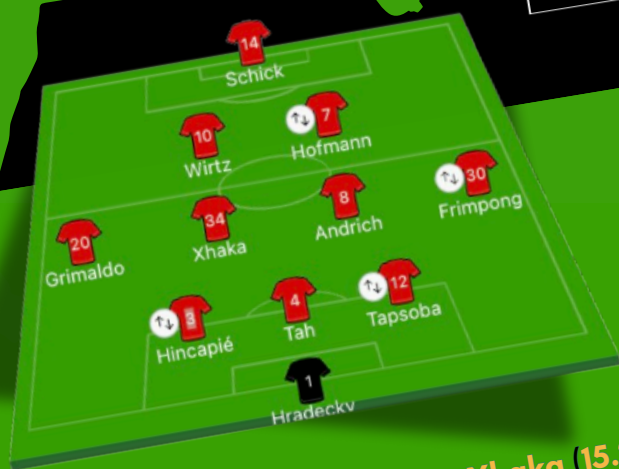 14
Schick
10
Wirtz
7
Hofmann
20
Grimaldo
34
Xhaka
8
Andrich
30
Frimpong
3
Hincapié
4
Tah
12
Tapsoba
1
Hradecky
(15.